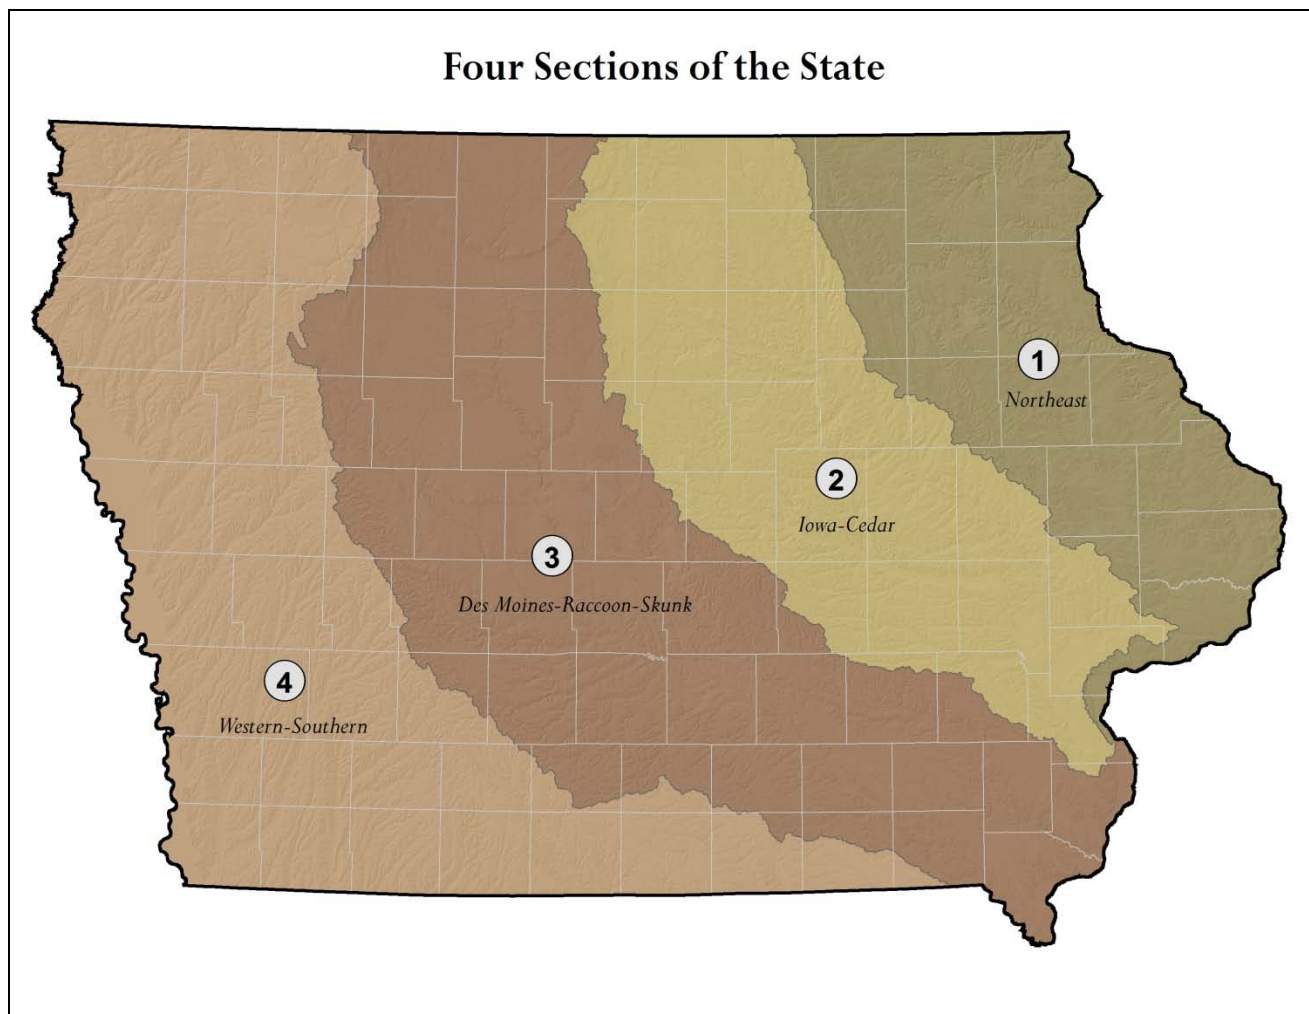 Four Sections of the State
1
Northeast
2
Iowa-Cedar
3
Des Moines-Raccoon-Skunk
4
Western-Southern